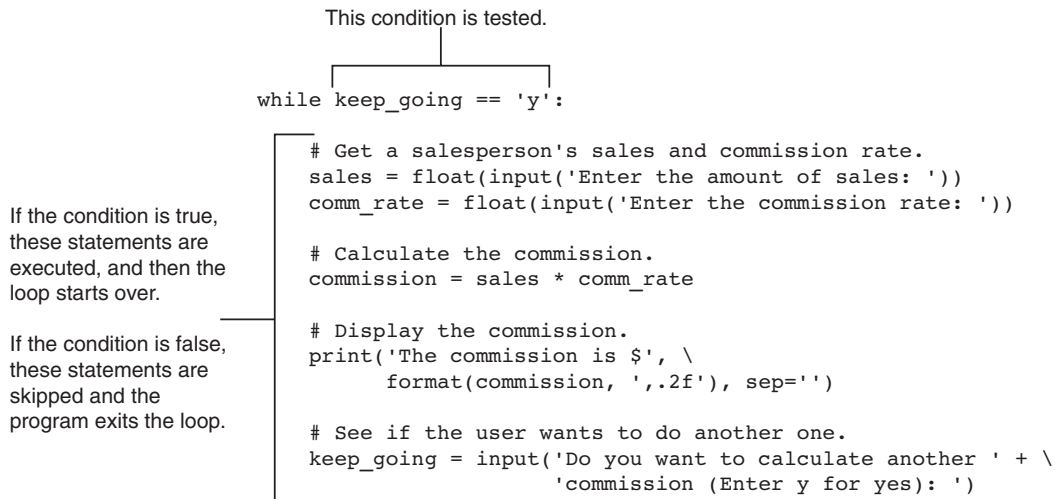 This condition is tested.
while keep_going == 'y':
# Get a salesperson's sales and commission rate.
sales = float(input('Enter the amount of sales: '))
comm_rate = float(input('Enter the commission rate: '))
If the condition is true,
these statements are
executed, and then the
loop starts over.
# Calculate the commission.
commission = sales * comm_rate
If the condition is false,
these statements are
skipped and the
program exits the loop.
# Display the commission.
print('The commission is $', \
format(commission, ',.2f'), sep='')
# See if the user wants to do another one.
keep_going = input('Do you want to calculate another ' + \
'commission (Enter y for yes): ')